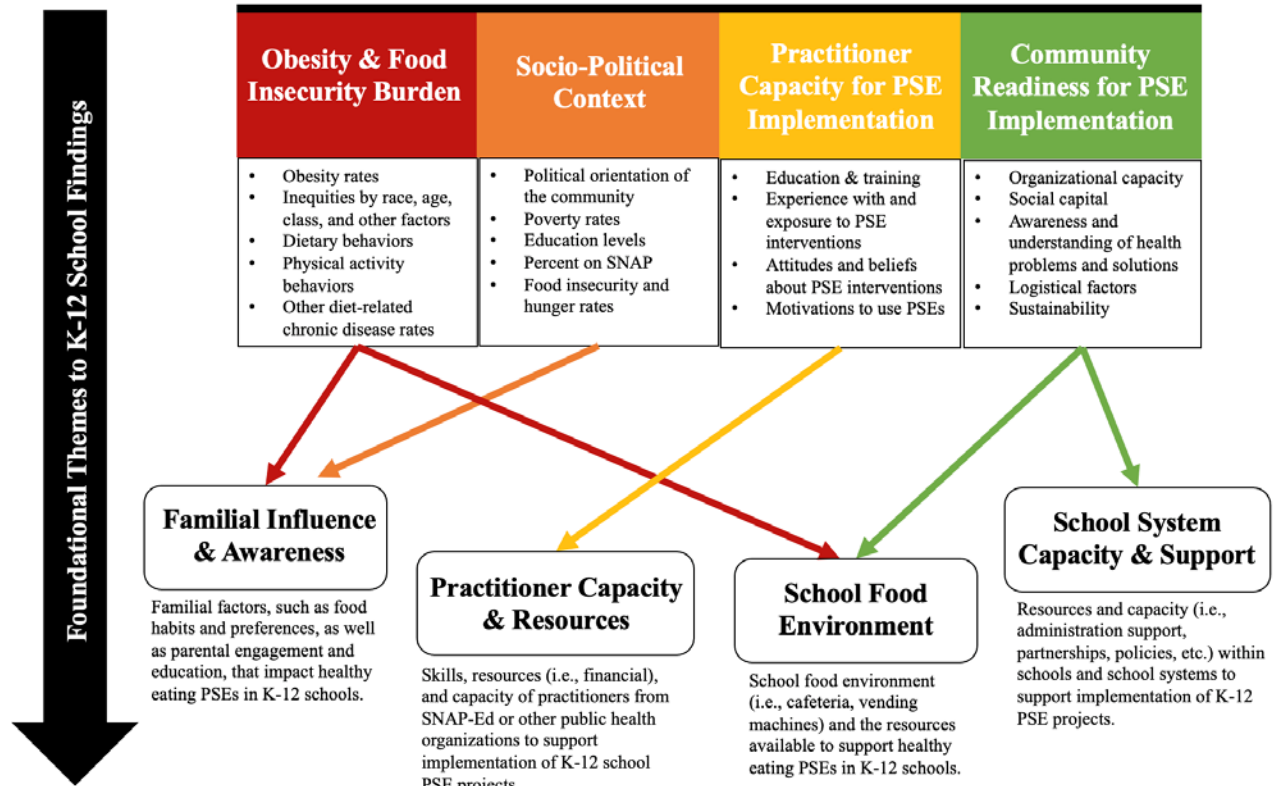 Foundational Themes to K-12 School Findings
Obesity & Food
Insecurity Burden
Socio-Political
Context
Practitioner
Capacity for PSE
Implementation
Community
Readiness for PSE
Implementation
• Obesity rates
• Inequities by race, age,
class, and other factors
• Dietary behaviors
• Physical activity
behaviors
• Other diet-related
chronic disease rates
• Political orientation of
the community
• Poverty rates
• Education levels
• Percent on SNAP
• Food insecurity and
hunger rates
• Education & training
• Experience with and
exposure to PSE
interventions
• Attitudes and beliefs
about PSE interventions
• Motivations to use PSEs
• Organizational capacity
• Social capital
• Awareness and
understanding of health
problems and solutions
• Logistical factors
• Sustainability
Familial Influence
& Awareness
Familial factors, such as food
habits and preferences, as well
as parental engagement and
education, that impact healthy
eating PSEs in K-12 schools.
Practitioner Capacity
& Resources
Skills, resources (i.e., financial),
and capacity of practitioners from
SNAP-Ed or other public health
organizations to support
implementation of K-12 school
PSE projects
School Food
Environment
School food environment
(i.e., cafeteria, vending
machines) and the resources
available to support healthy
eating PSEs in K-12 schools.
School System
Capacity & Support
Resources and capacity (i.e.,
administration support,
partnerships, policies, etc.) within
schools and school systems to
support implementation of K-12
PSE projects.